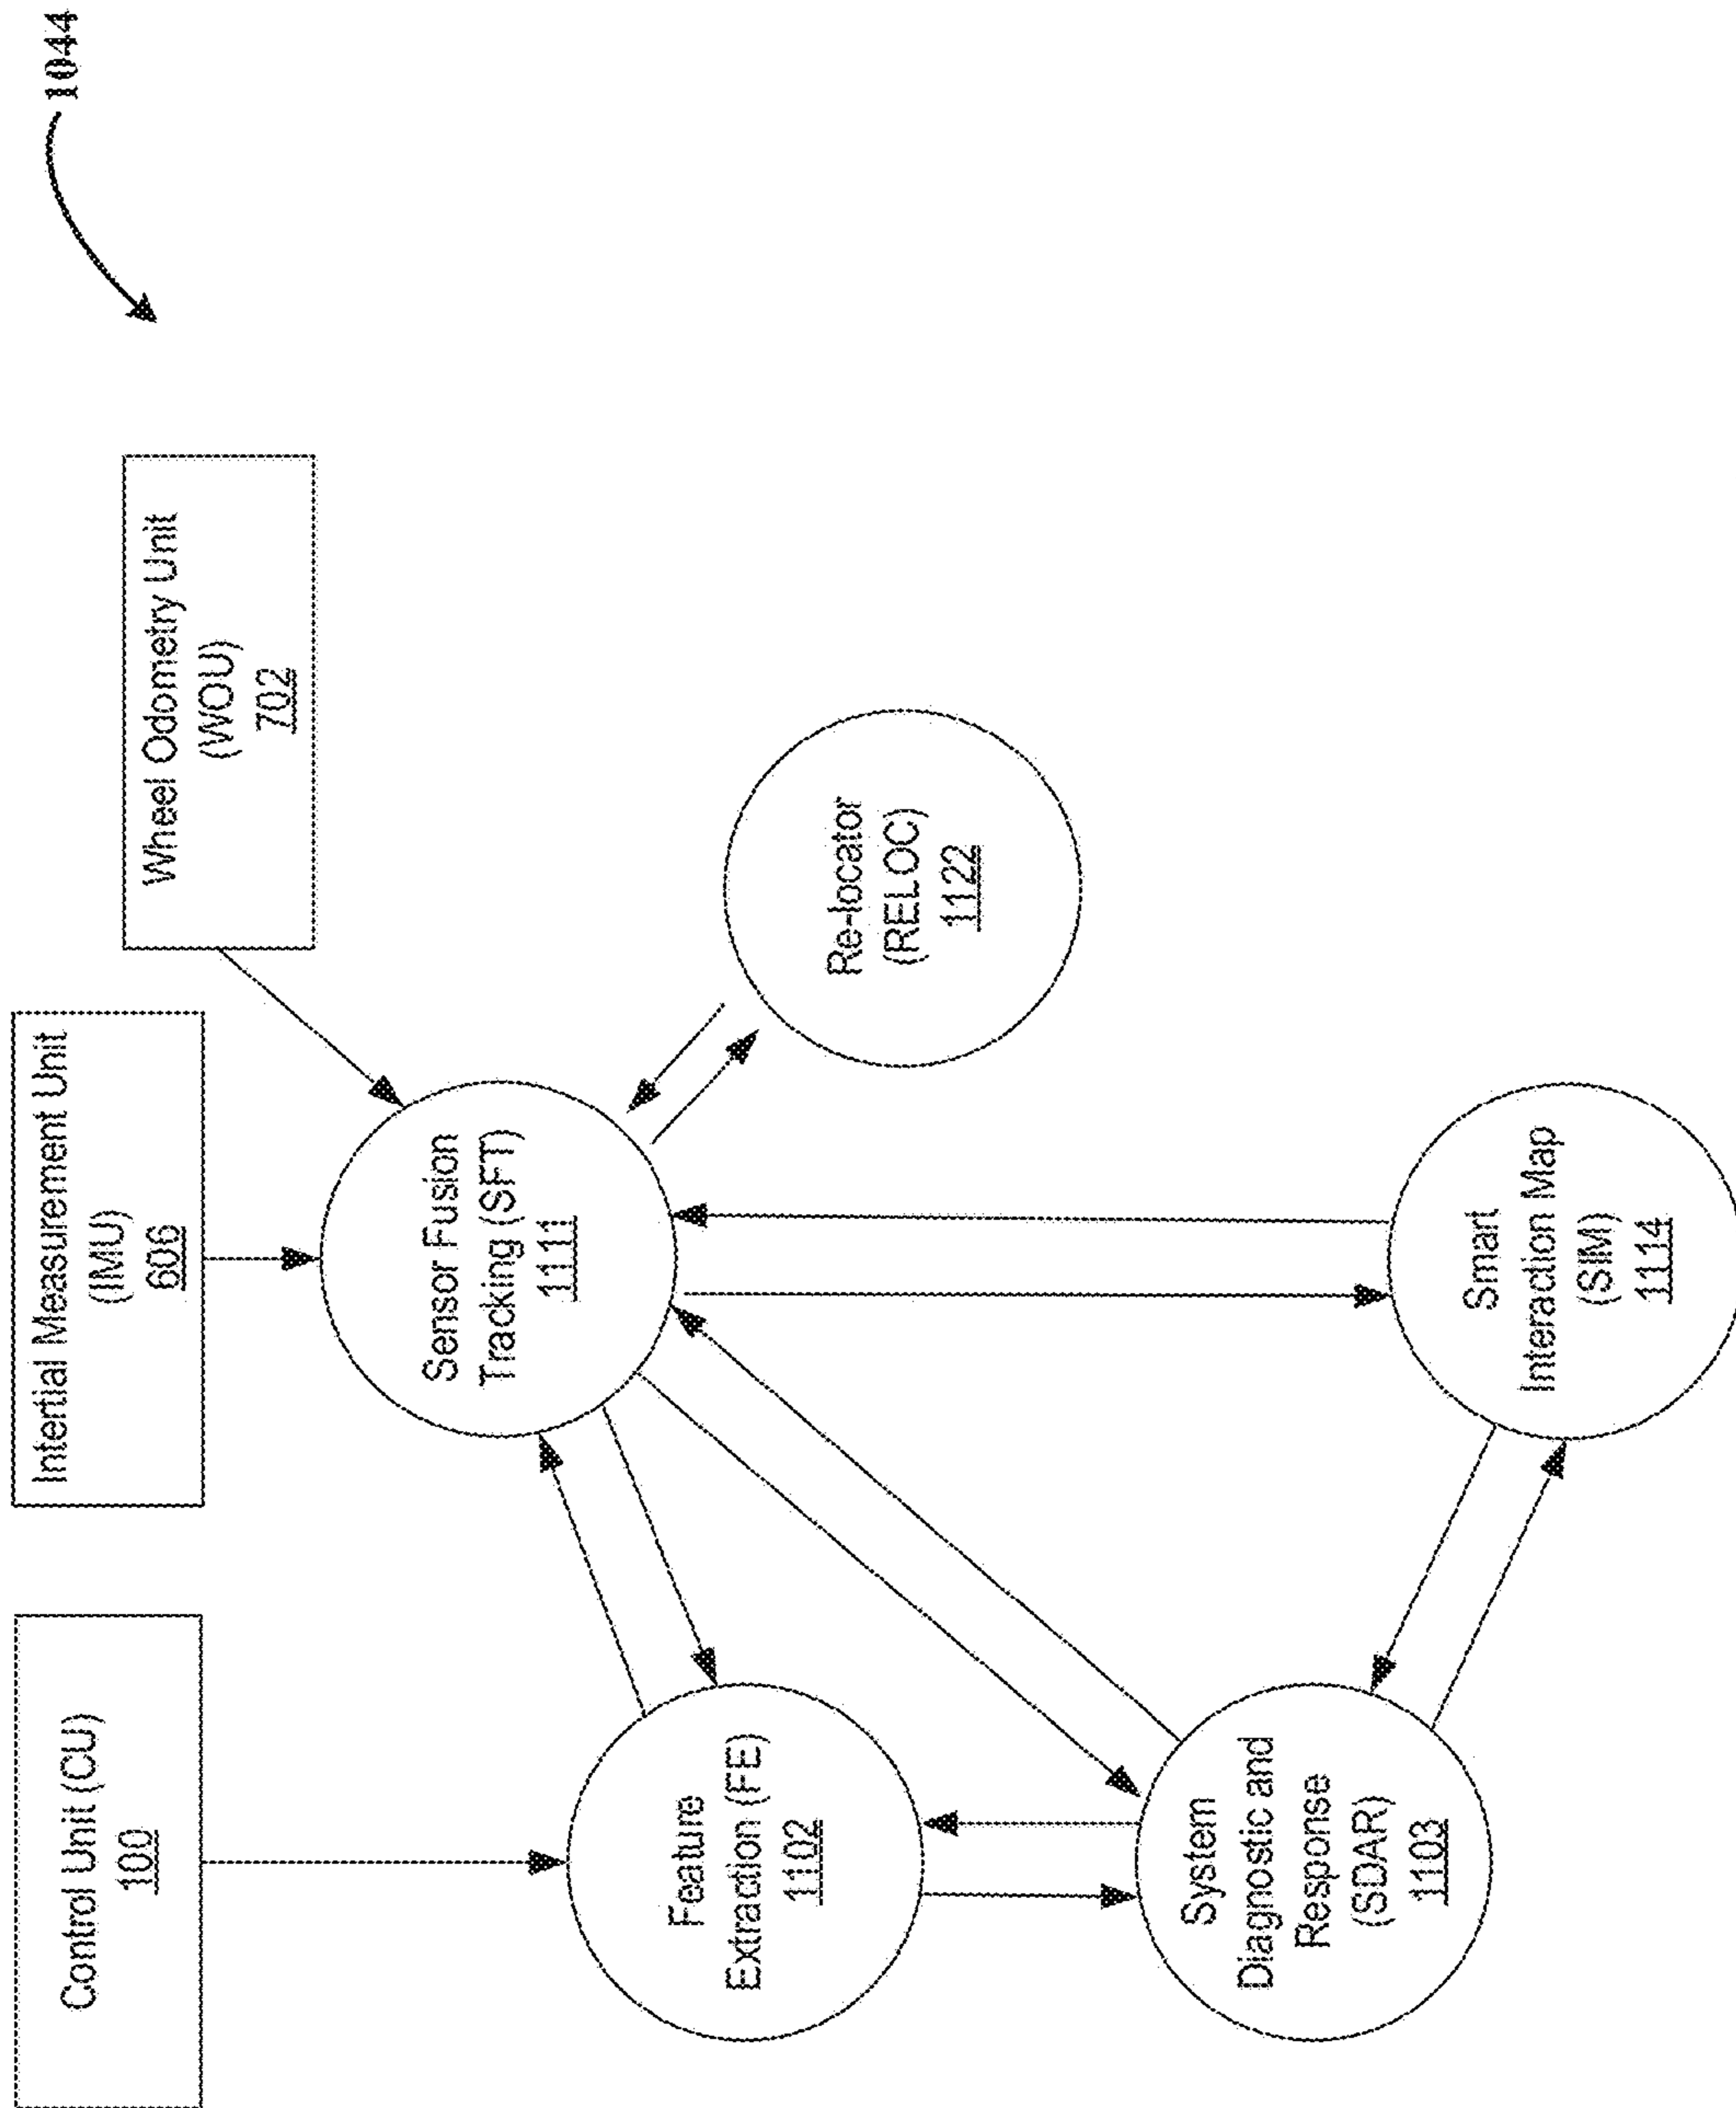 1044
Control Unit (CU)
100
Intertial Measurement Unit
(IMU)
606
Wheel Odometry Unit
(WOU)
702
Feature
Extraction (FE)
1102
Sensor Fusion
Tracking (SFT)
1111
Re-locator
(RELOC)
1122
System
Diagnostic and
Response
(SDAR)
1103
Smart
Interaction Map
(SIM)
1114